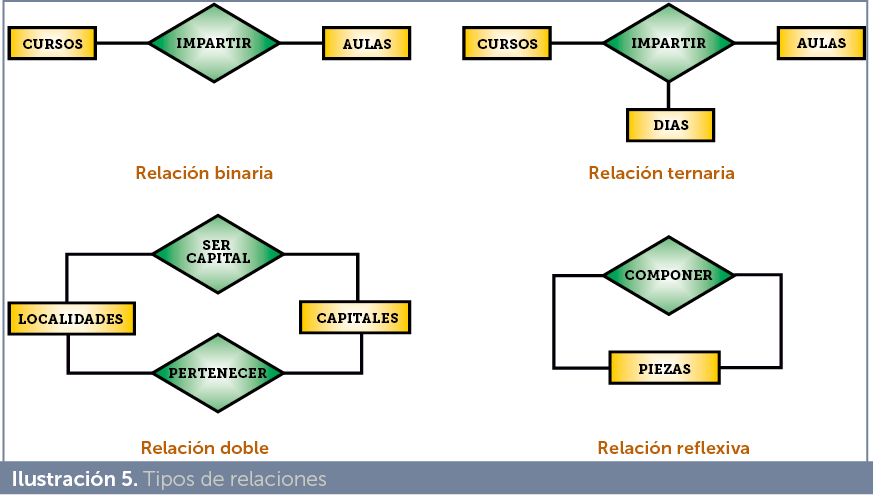 CURSOS
IMPARTIR
AULAS
Relación binaria
CURSOS
IMPARTIR
AULAS
DIAS
Relación ternaria
SER
CAPITAL
LOCALIDADES
CAPITALES
PERTENECER
Relación doble
COMPONER
PIEZAS
Relación reflexiva
Ilustración 5. Tipos de relaciones